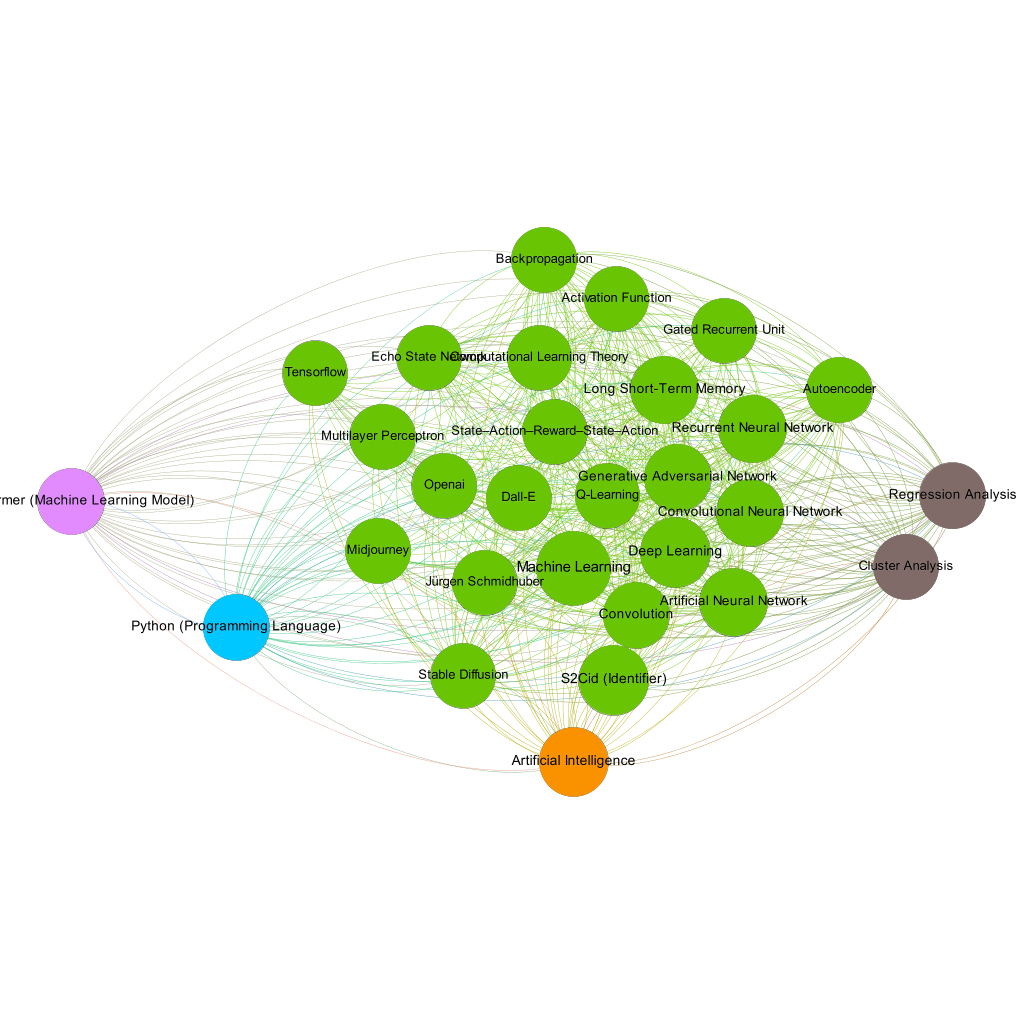 Backpropagation
Activation Function
Gated Recurrent Unit
Echo State Network
Computational Learning Theory
Tensorflow
Long Short-Term Memory
Autoencoder
Multilayer Perceptron
State–Action–Reward–State–Action
Recurrent Neural Network
Openai
Dall-E
Generative Adversarial Network
Q-Learning
rmer (Machine Learning Model)
Regression Analysis
Convolutional Neural Network
Midjourney
Deep Learning
Machine Learning
Cluster Analysis
Jürgen Schmidhuber
Artificial Neural Network
Convolution
Python (Programming Language)
Stable Diffusion
S2Cid (Identifier)
Artificial Intelligence